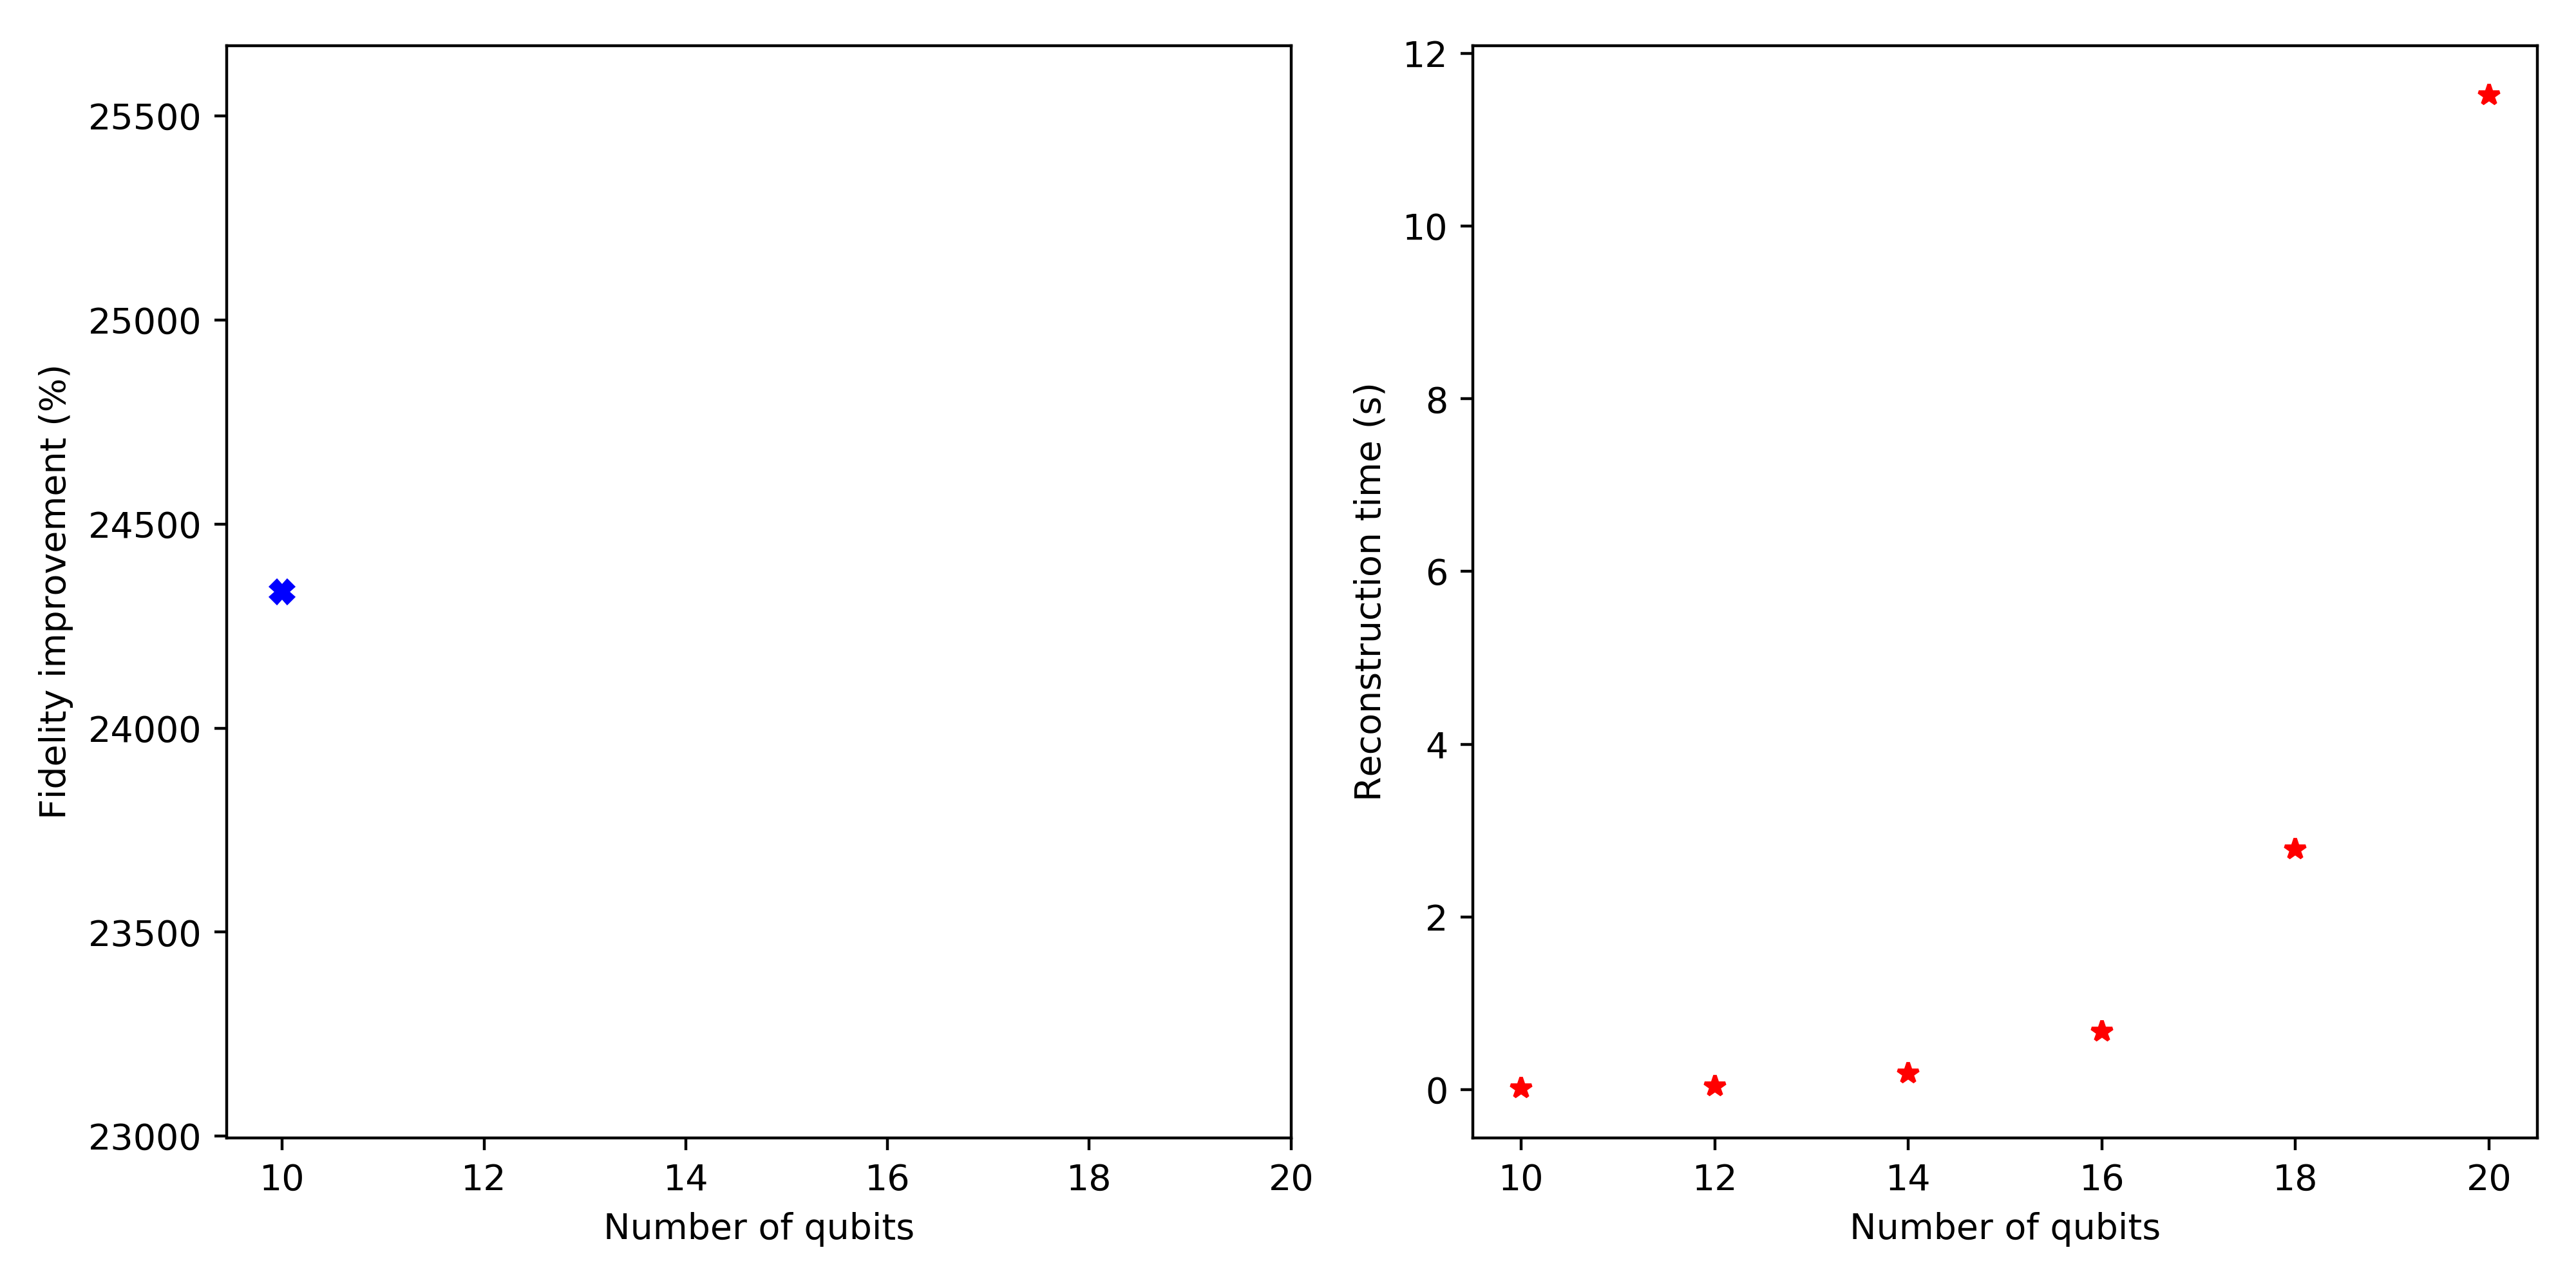 Fidelity improvement (%)
25500
25000
24500
24000
23500
23000
10 12 14 16 18 20
Number of qubits
Reconstruction time (s)
12
10
8
6
4
2
0
10 12 14 16 18 20
Number of qubits